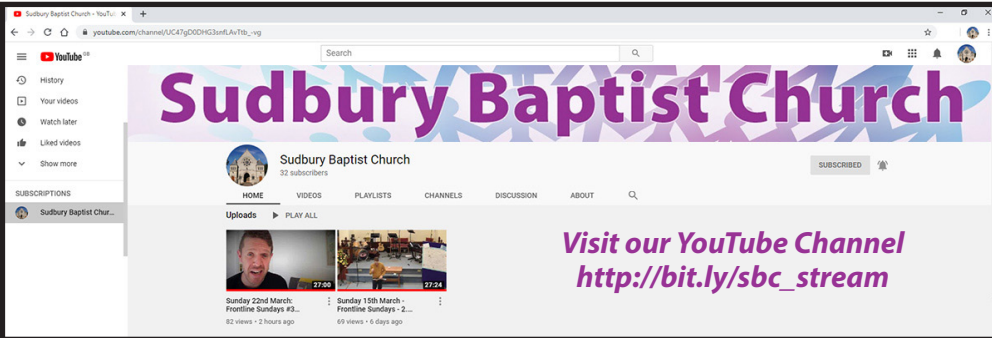 Sudbury Baptist Church - YouTu
youtube.com/channel/UC47gD0DHG3snfLAvTtb_-vg
YouTube GB
Search
History
Your videos
Watch later
Liked videos
Show more
SUBSCRIPTIONS
Sudbury Baptist Chur...
Sudbury Baptist Church
Sudbury Baptist Church
32 subscribers
SUBSCRIBED
HOME VIDEOS PLAYLISTS CHANNELS DISCUSSION ABOUT
Uploads PLAY ALL
27:00
Sunday 22nd March:
Frontline Sundays #3...
82 views • 2 hours ago
27:24
Sunday 15th March -
Frontline Sundays - 2....
69 views • 6 days ago
Visit our YouTube Channel
http://bit.ly/sbc_stream